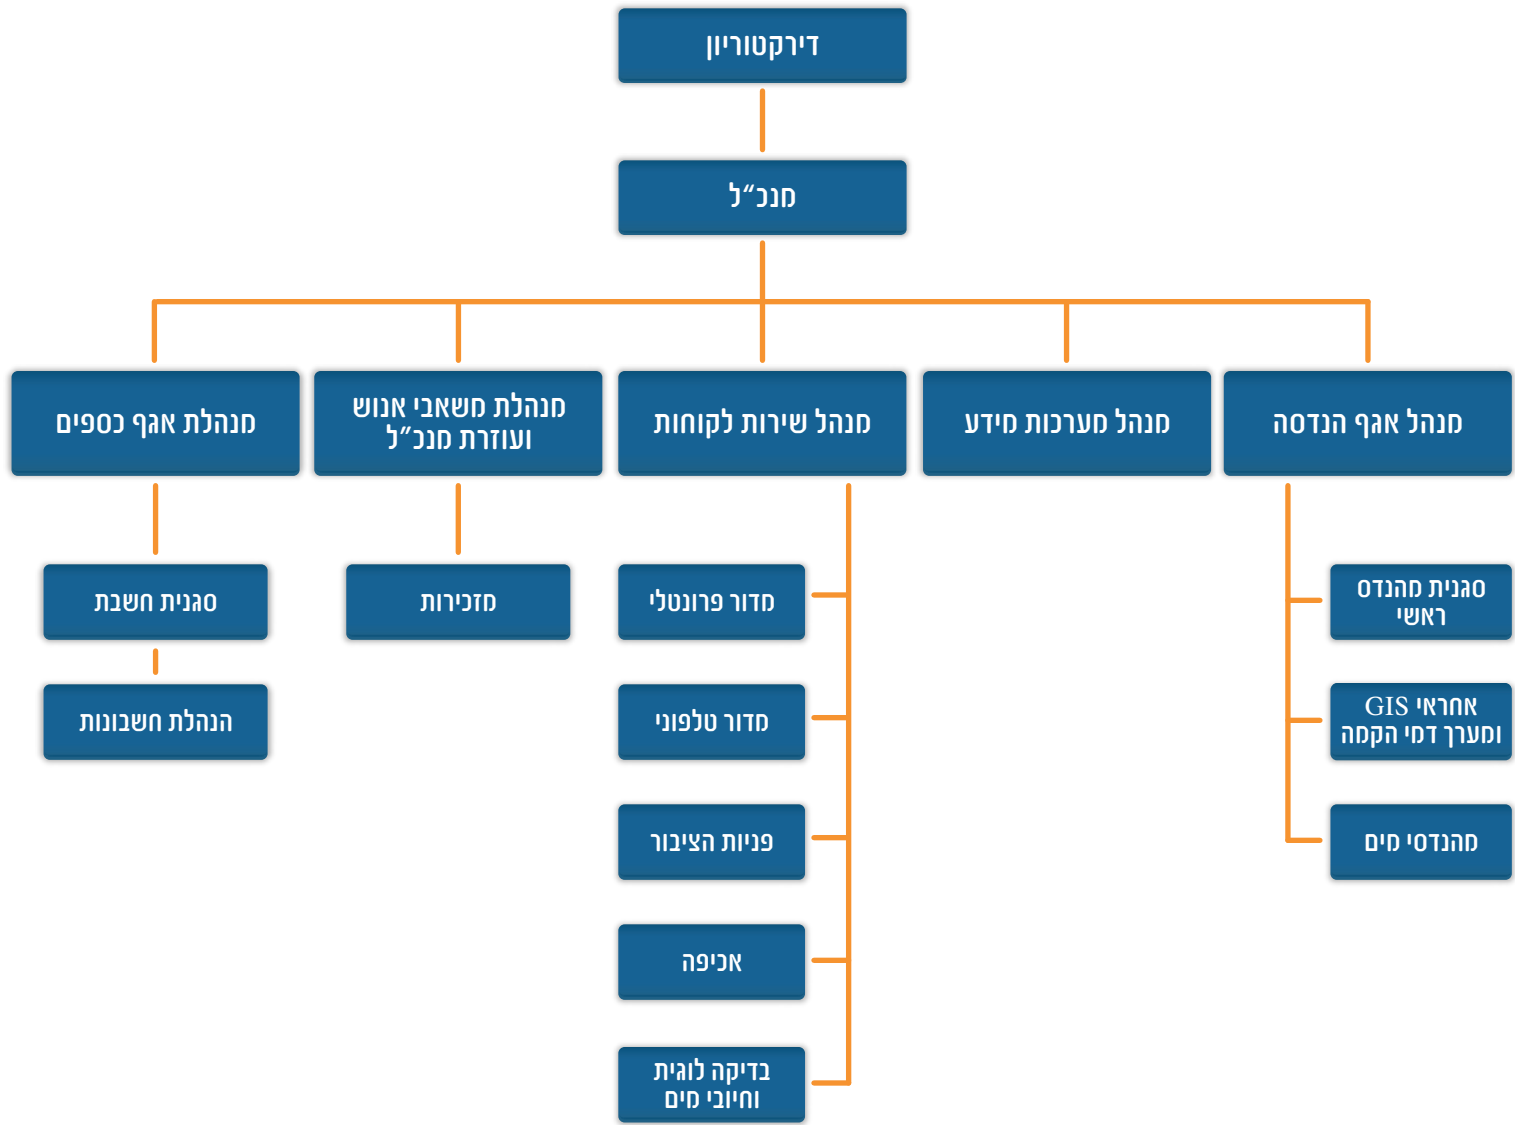 דירקטוריון
מנכ״ל
מנהל אגף הנדסה
מנהל מערכות מידע
מנהל שירות לקוחות
מנהלת משאבי אנוש
ועוזרת מנכ״ל
מנהלת אגף כספים
סגנית מהנדס
ראשי
אחראי GIS
ומערך דמי הקמה
מהנדסי מים
מדור פרונטלי
מדור טלפוני
פניות הציבור
אכיפה
בדיקה לוגית
וחיובי מים
מזכירות
סגנית חשבת
הנהלת חשבונות